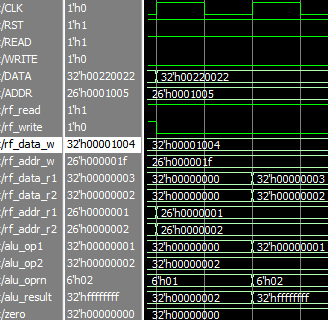 /CLK 1'h0
/RST 1'h1
/READ 1'h1
/WRITE 1'h0
/DATA 32'h00220022 32'h00220022
/ADDR 26'h0001005 26'h0001005
/rf_read 1'h1
/rf_write 1'h0
/rf_data_w 32'h00001004 32'h00001004
/rf_addr_w 26'h000001f 26'h000001f
/rf_data_r1 32'h00000003 32'h00000000 32'h00000003
/rf_data_r2 32'h00000002 32'h00000000 32'h00000002
/rf_addr_r1 26'h0000001 26'h0000001
/rf_addr_r2 26'h0000002 26'h0000002
/alu_op1 32'h00000001 32'h00000000 32'h00000001
/alu_op2 32'h00000002 32'h00000002
/alu_oprn 6'h02 6'h01 6'h02
/alu_result 32'hffffffff 32'h00000002 32'hffffffff
/zero 32'h00000000 32'h00000000